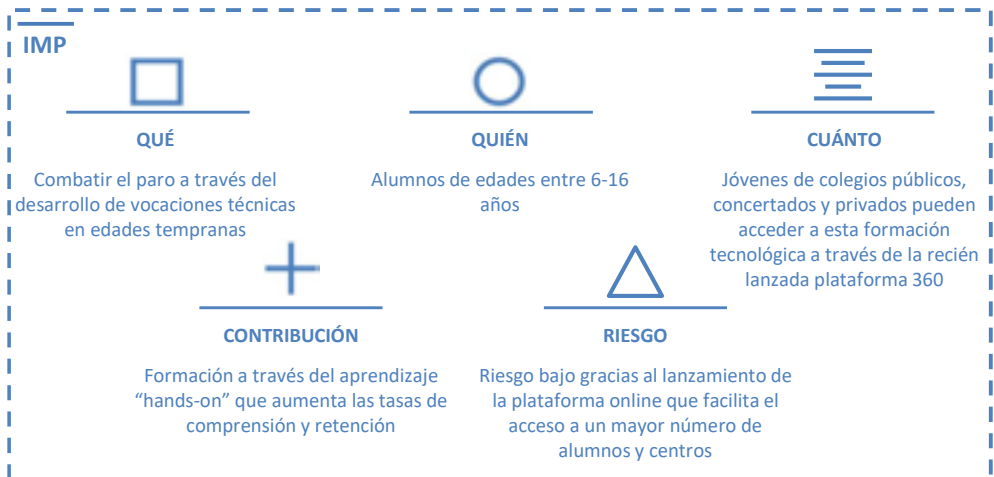 IMP
QUÉ
Combatir el paro a través del
desarrollo de vocaciones técnicas
en edades tempranas
QUIÉN
Alumnos de edades entre 6-16
años
CUÁNTO
Jóvenes de colegios públicos,
concertados y privados pueden
acceder a esta formación
tecnológica a través de la recién
lanzada plataforma 360
CONTRIBUCIÓN
Formación a través del aprendizaje
“hands-on” que aumenta las tasas de
comprensión y retención
RIESGO
Riesgo bajo gracias al lanzamiento de
la plataforma online que facilita el
acceso a un mayor número de
alumnos y centros